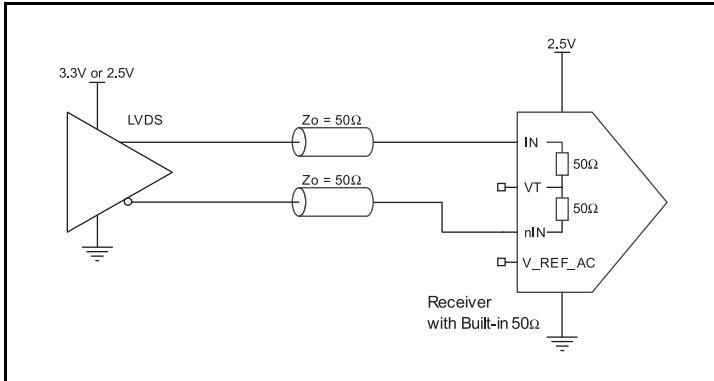 2.5V
3.3V or 2.5V
LVDS
Zo = 50Ω
IN
50Ω
Zo = 50Ω
VT
50Ω
nIN
V_REF_AC
Receiver
with Built-in 50Ω